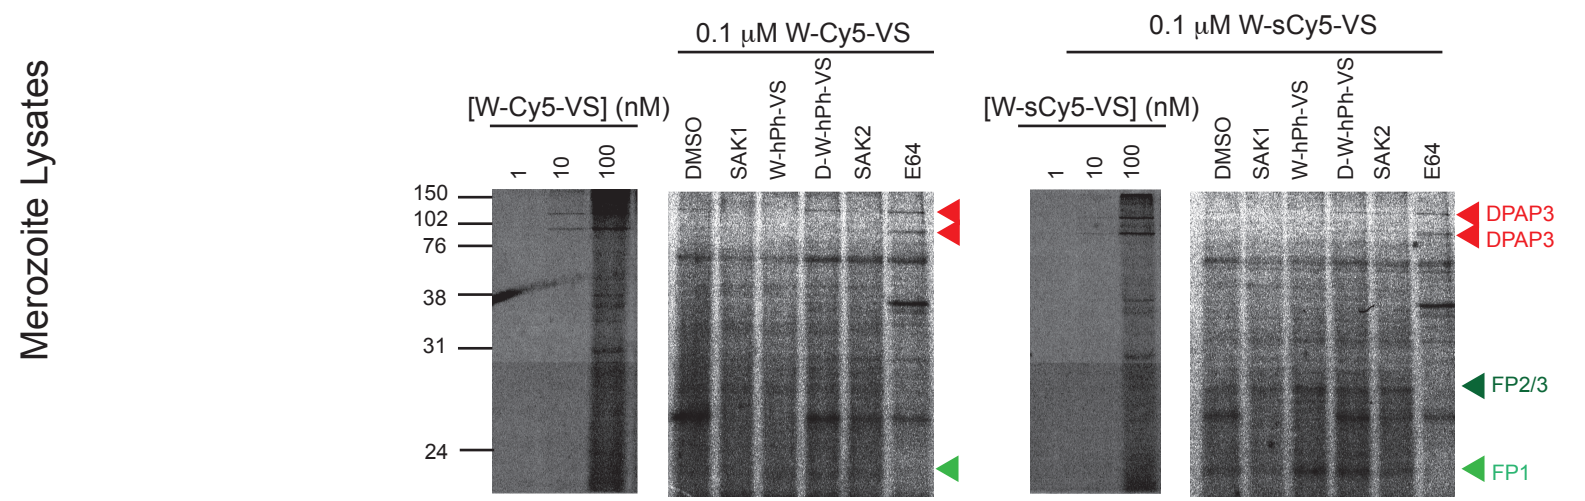 Merozoite Lysates
[W-Cy5-VS] (nM)
1
10
100
150
102
76
38
31
24
0.1 μM W-Cy5-VS
DMSO
SAK1
W-hPh-VS
D-W-hPh-VS
SAK2
E64
[W-sCy5-VS] (nM)
1
10
100
0.1 μM W-sCy5-VS
DMSO
SAK1
W-hPh-VS
D-W-hPh-VS
SAK2
E64
DPAP3
DPAP3
FP2/3
FP1